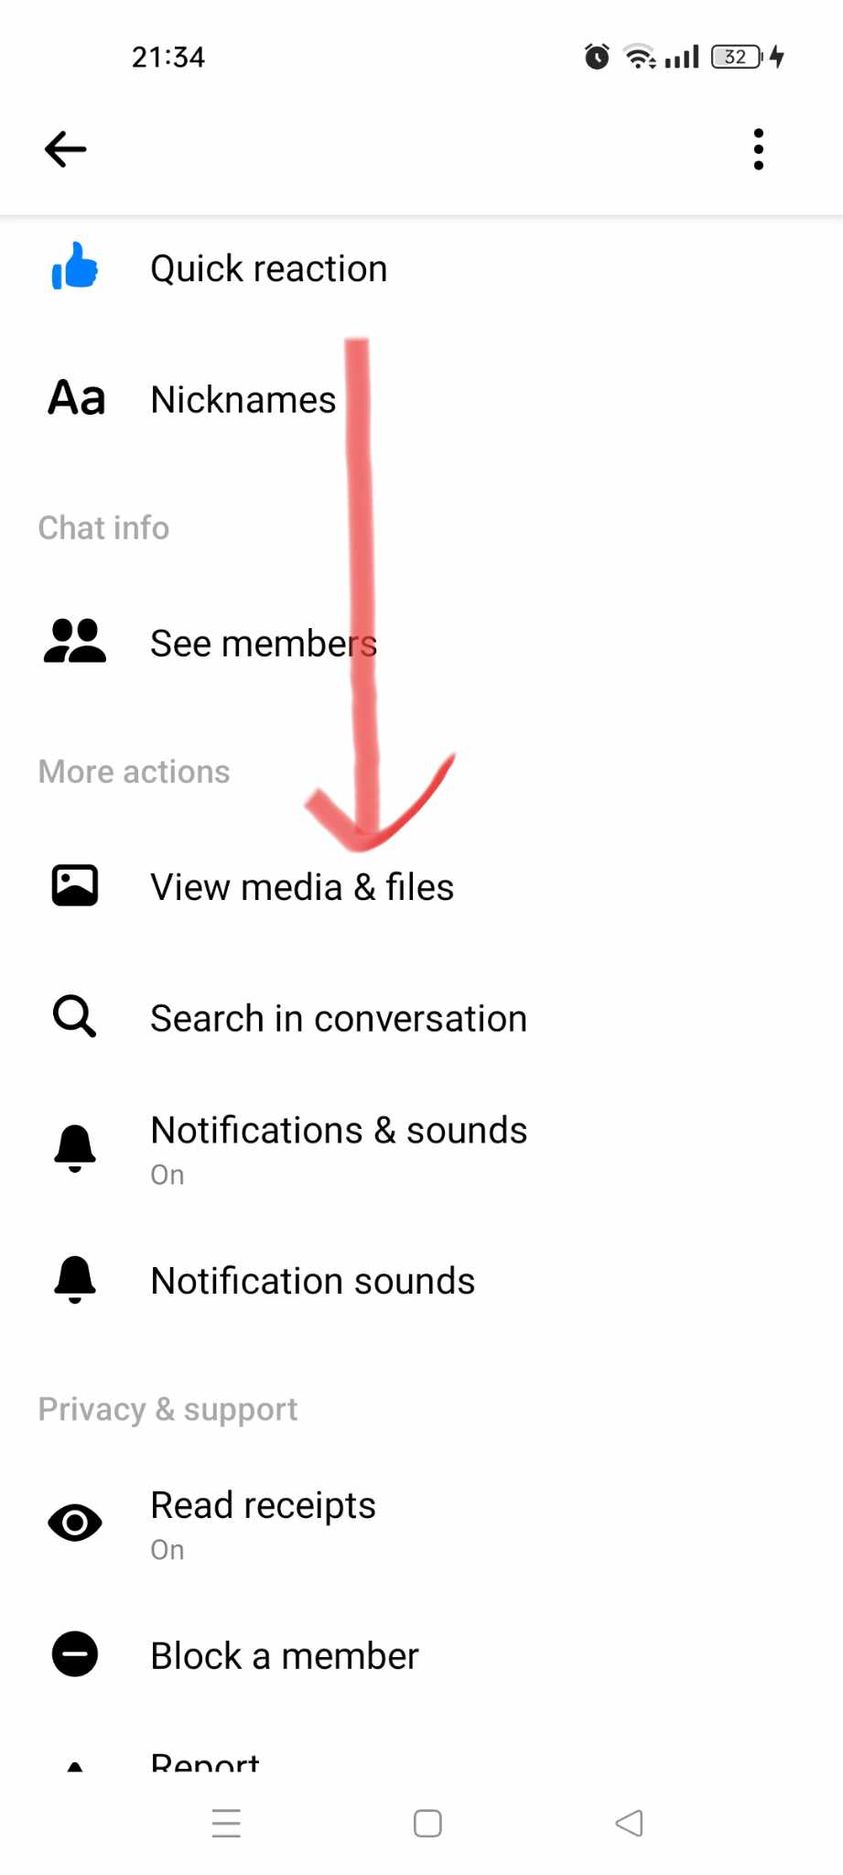 21:34
32
Quick reaction
Aa Nicknames
Chat info
See members
More actions
View media & files
Search in conversation
Notifications & sounds
On
Notification sounds
Privacy & support
Read receipts
On
Block a member
Report